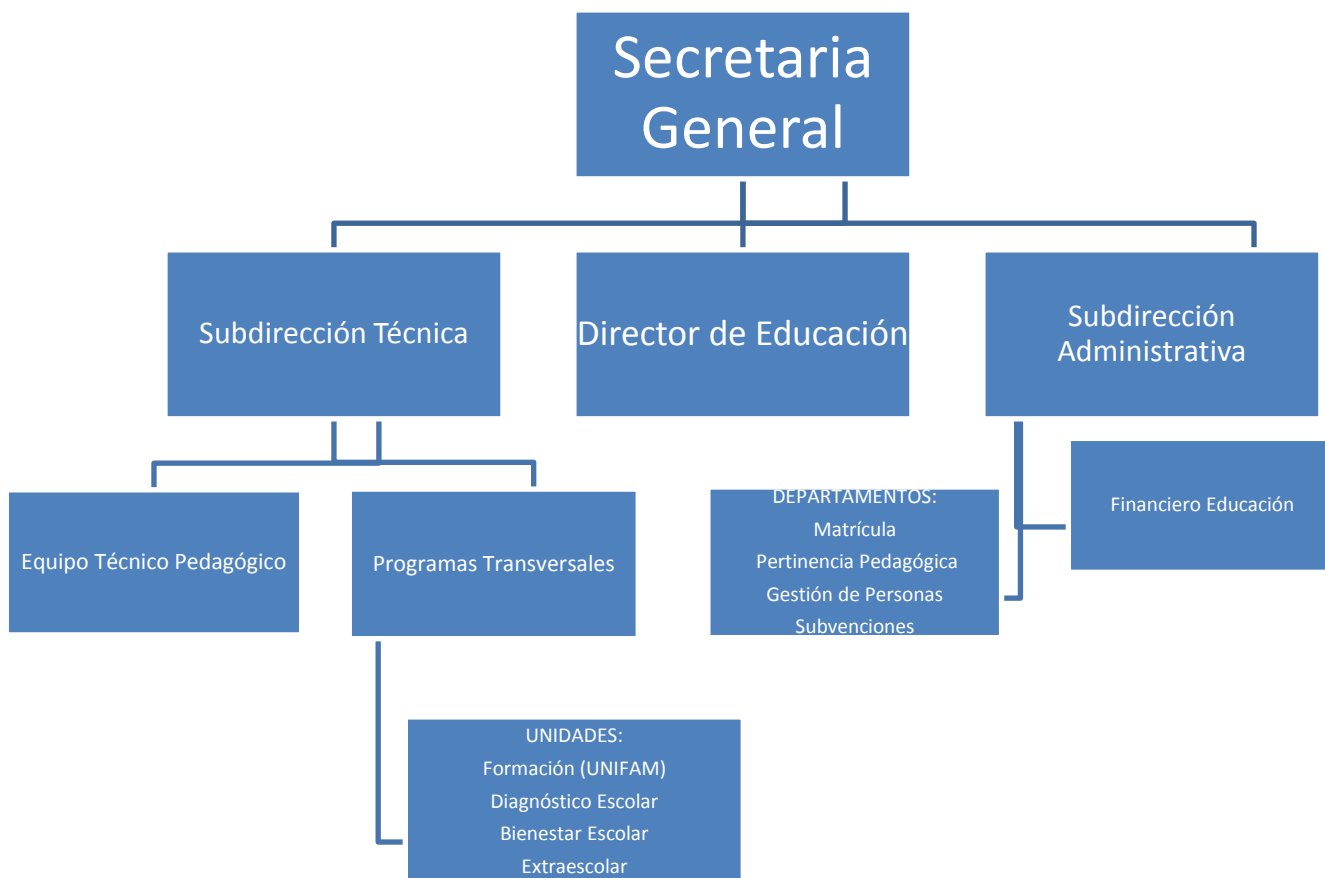 Secretaria
General
Subdirección Técnica
Director de Educación
Subdirección
Administrativa
Equipo Técnico Pedagógico
Programas Transversales
DEPARTAMENTOS:
Matrícula
Pertinencia Pedagógica
Gestión de Personas
Subvenciones
Financiero Educación
UNIDADES:
Formación (UNIFAM)
Diagnóstico Escolar
Bienestar Escolar
Extraescolar